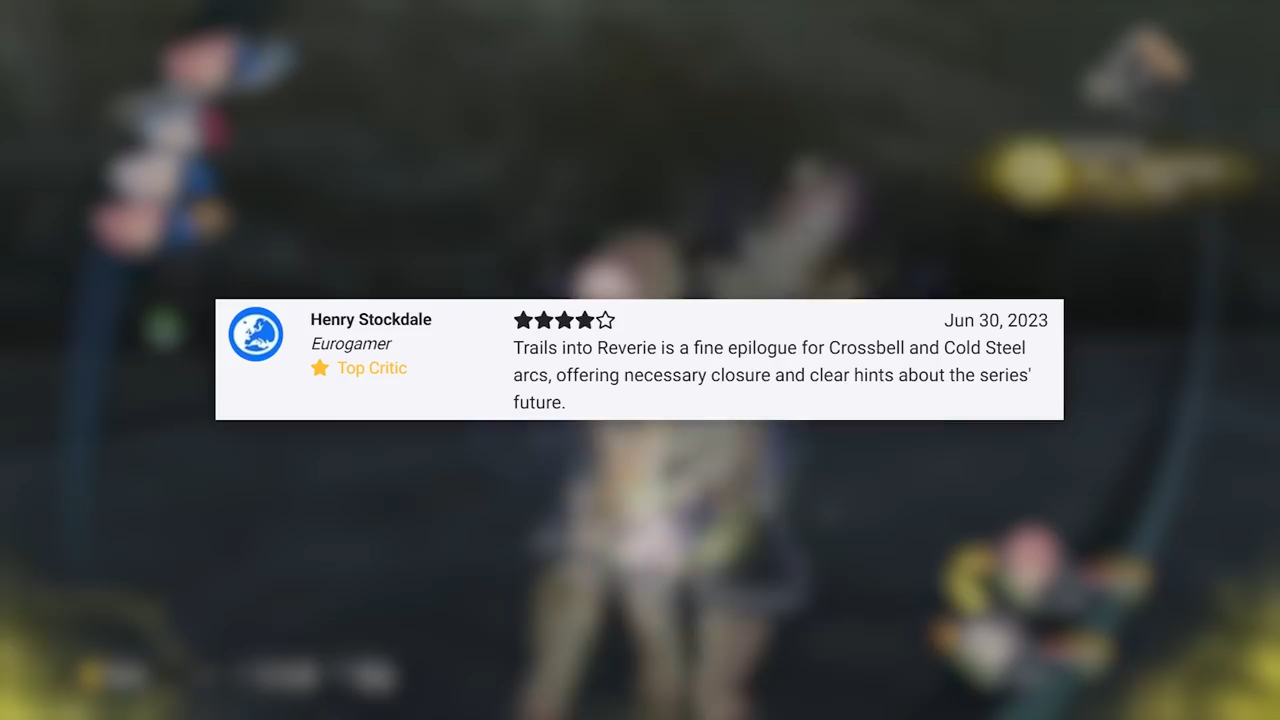 Henry Stockdale
Eurogamer
Top Critic
Jun 30, 2023
Trails into Reverie is a fine epilogue for Crossbell and Cold Steel
arcs, offering necessary closure and clear hints about the series'
future.